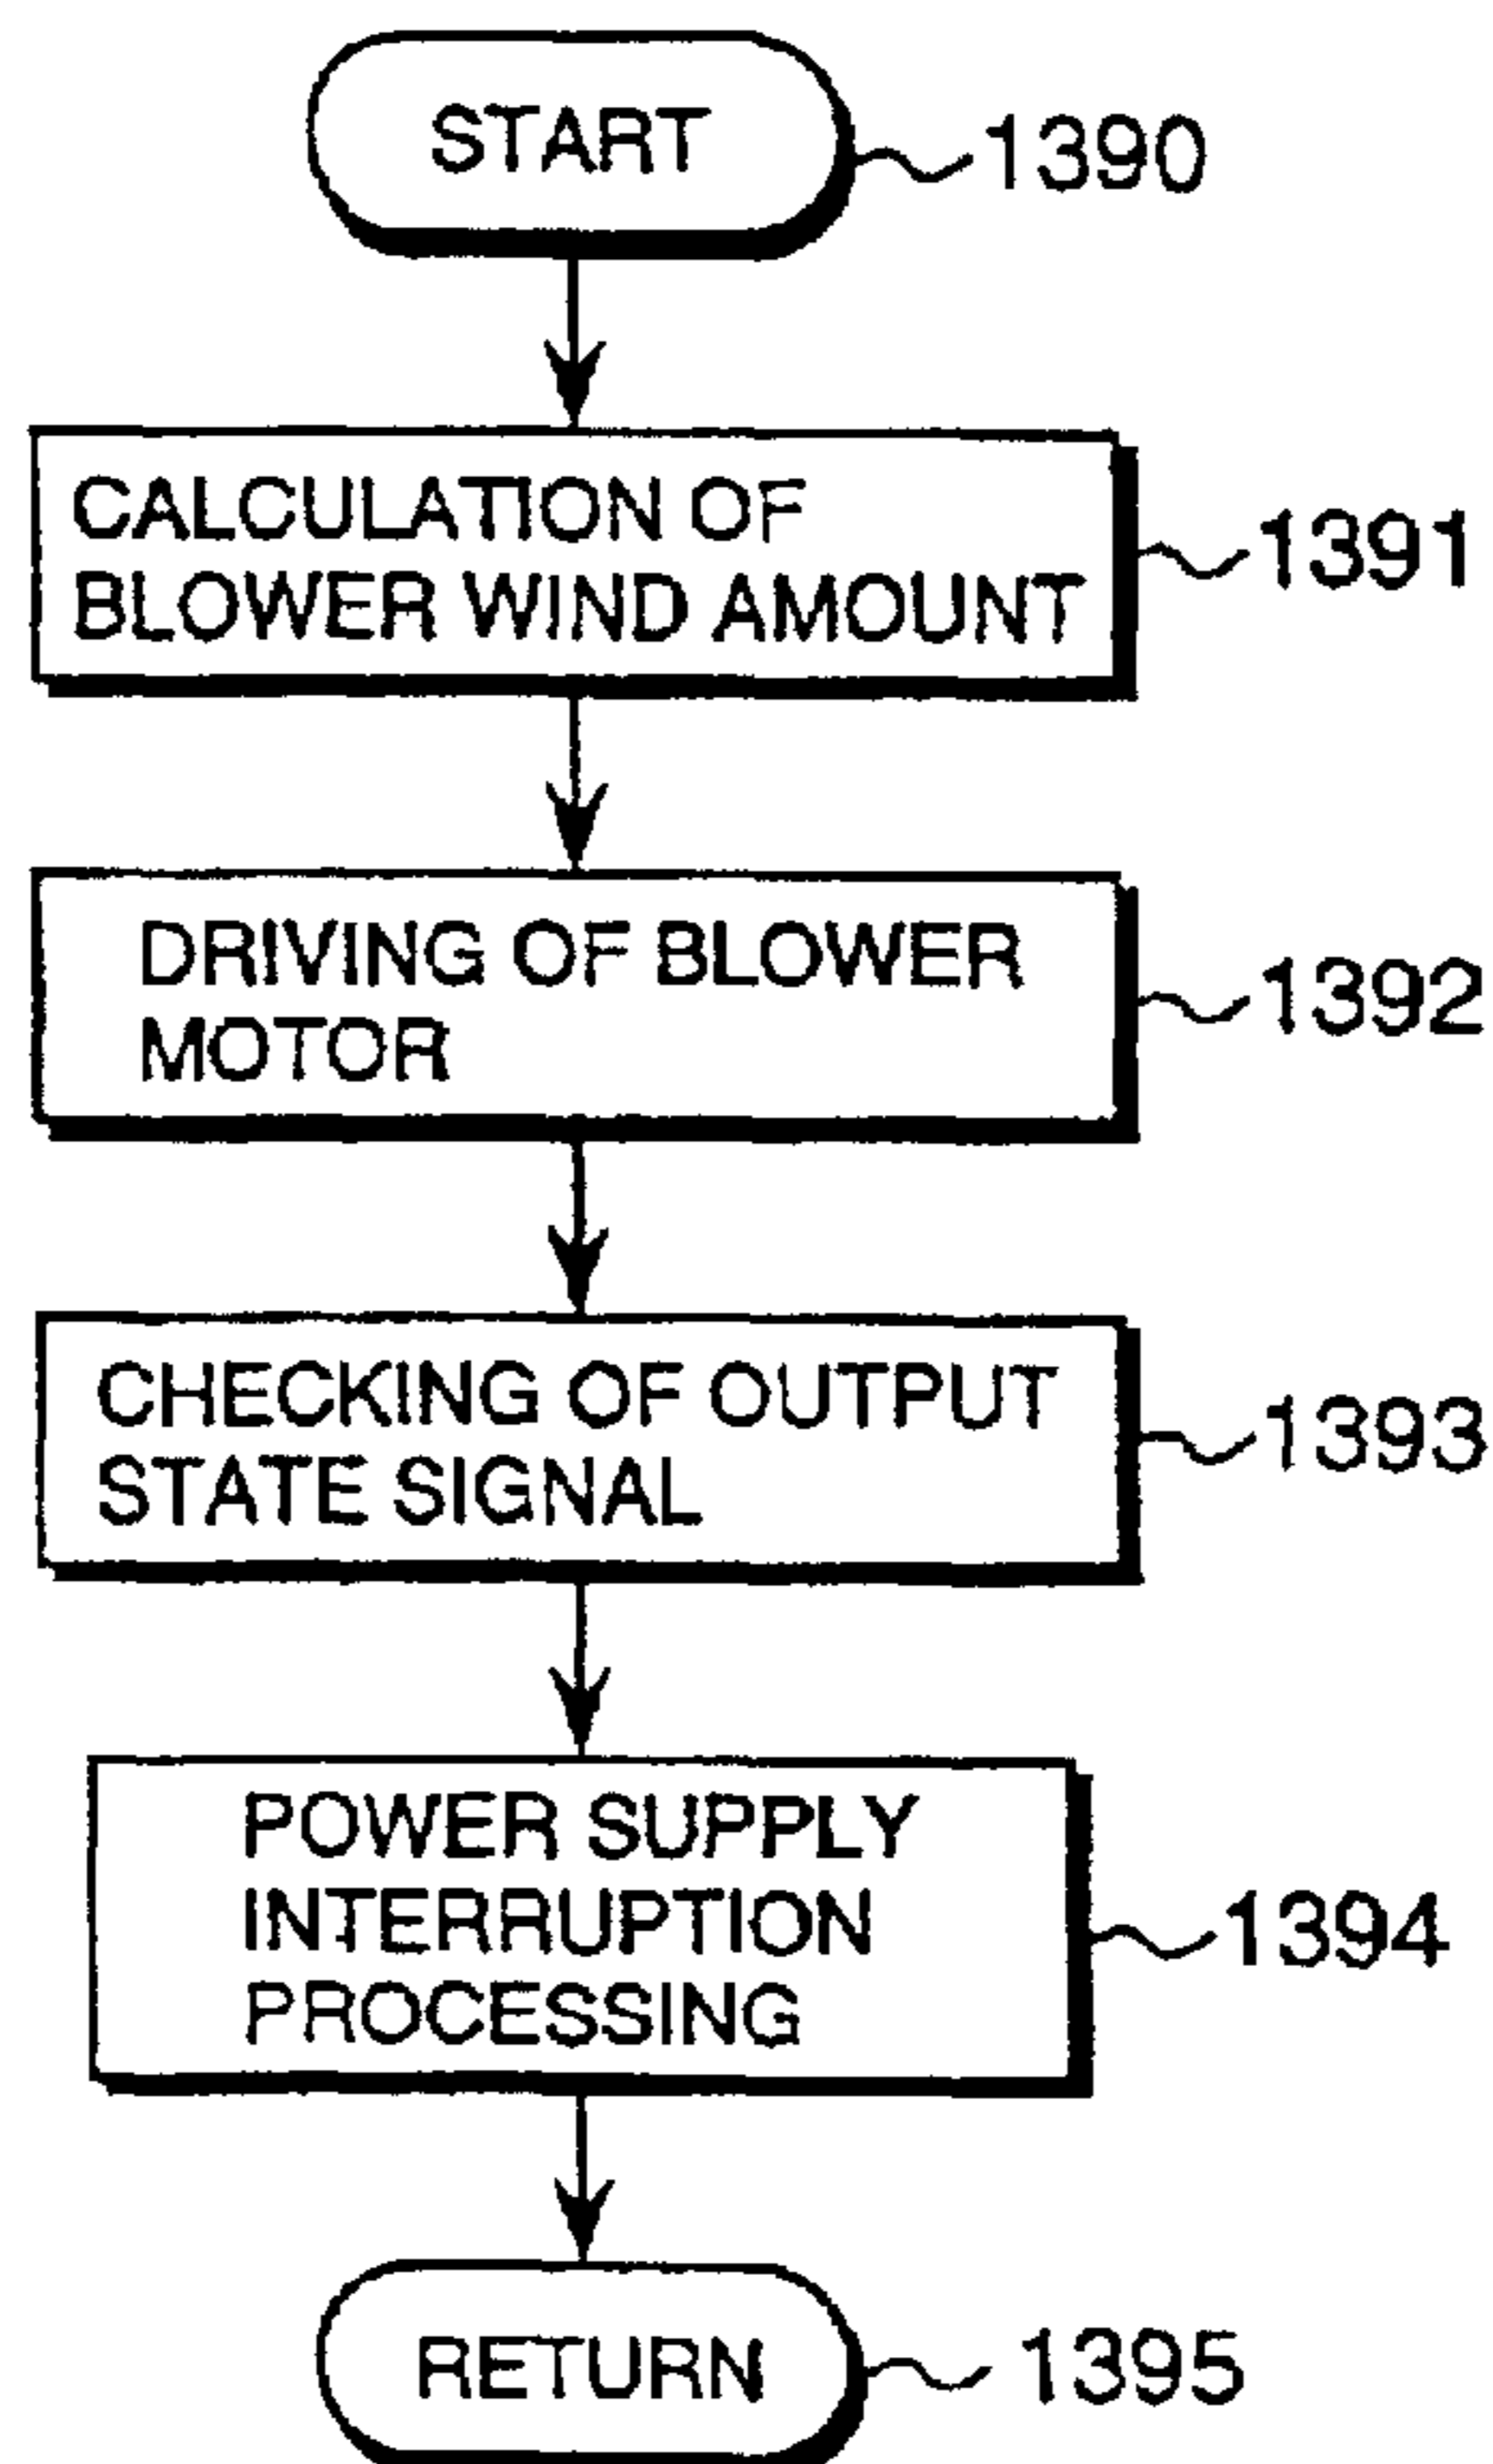 START
1390
CALCULATION OF
BLOWER WIND AMOUNT
1391
DRIVING OF BLOWER
MOTOR
1392
CHECKING OF OUTPUT
STATE SIGNAL
1393
POWER SUPPLY
INTERRUPTION
PROCESSING
1394
RETURN
1395